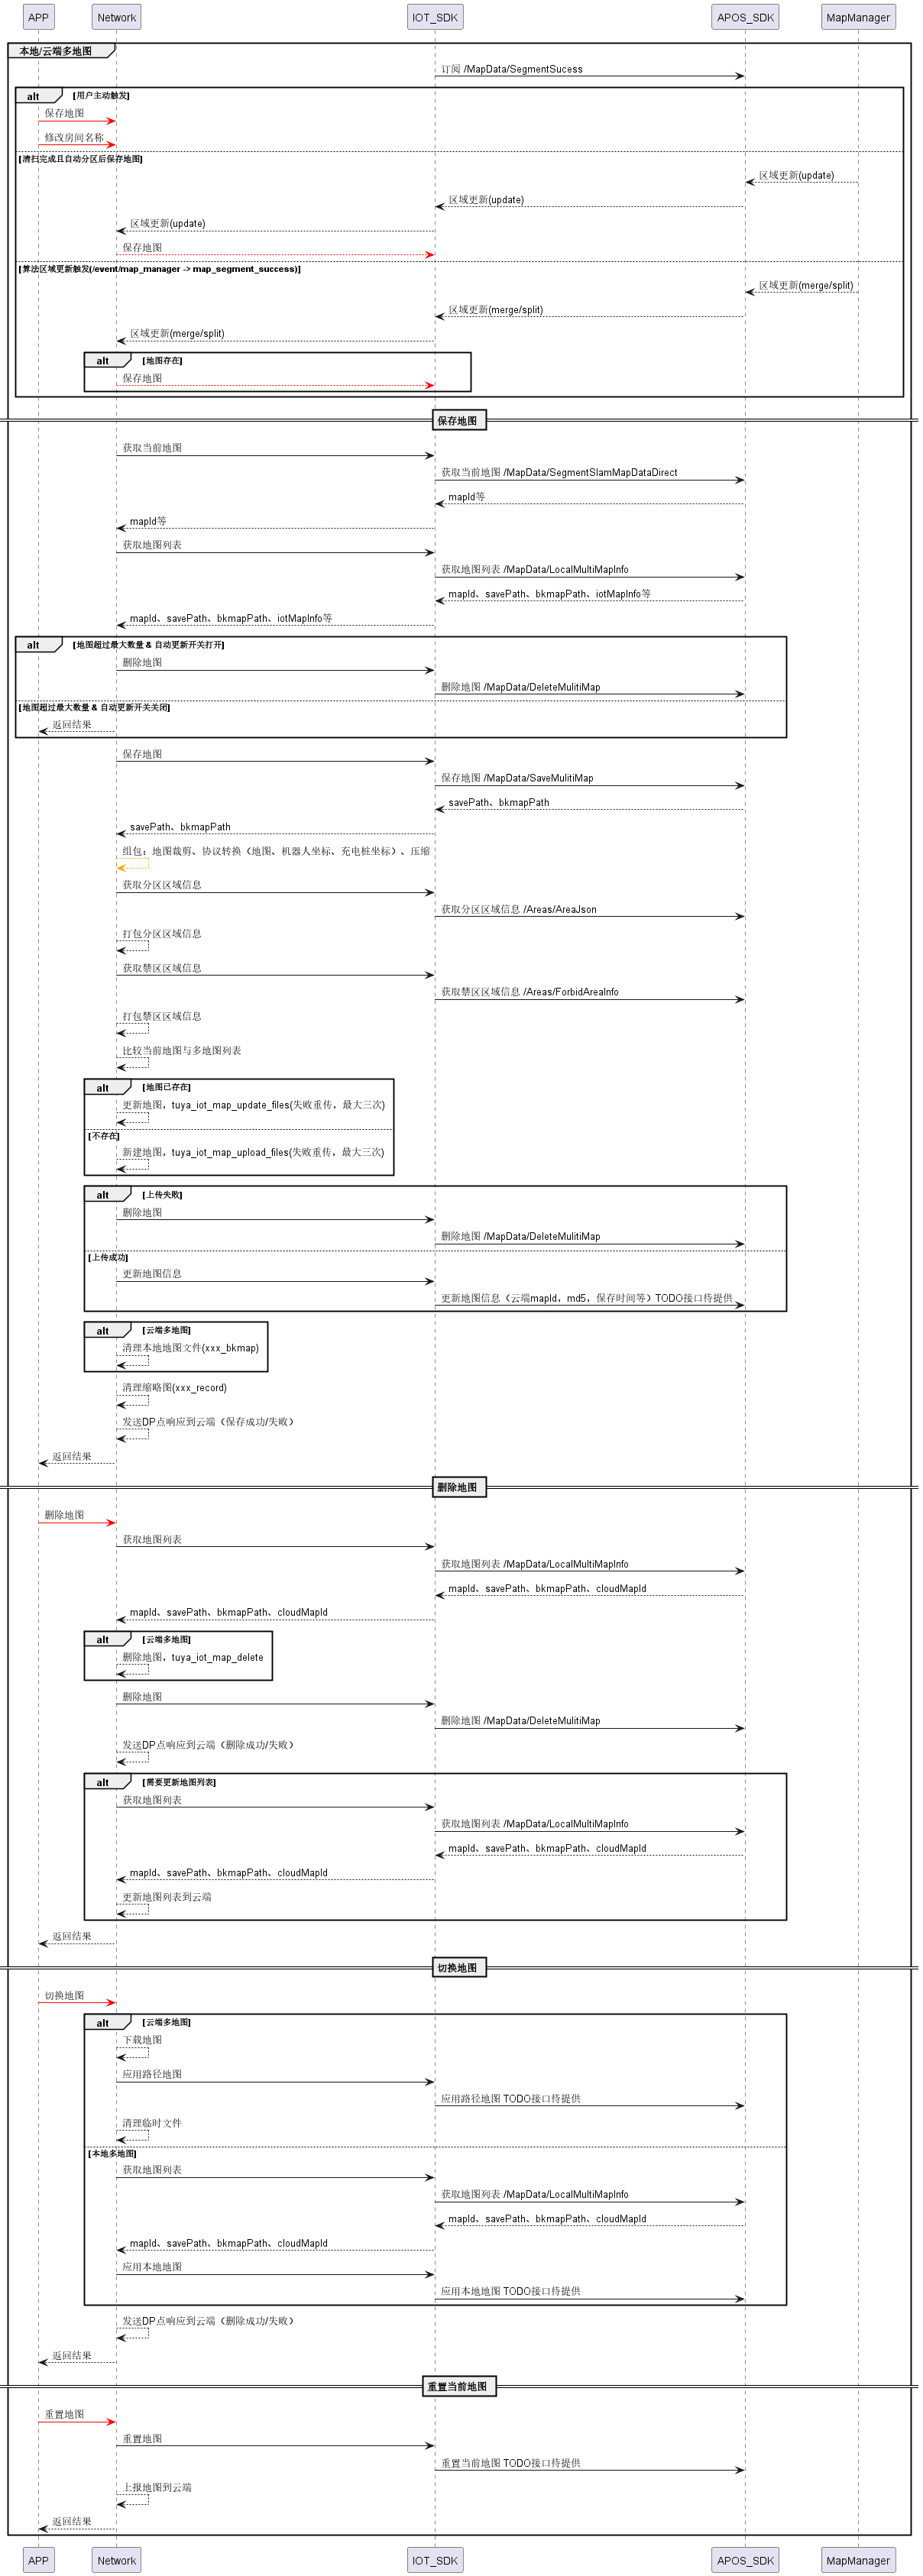 APP Network IOT_SDK APOS_SDK MapManager
本地/云端多地图
订阅 /MapData/SegmentSucess
alt [用户主动触发]
保存地图
修改房间名称
[清扫完成且自动分区后保存地图]
区域更新(update)
区域更新(update)
区域更新(update)
保存地图
[算法区域更新触发(/event/map_manager -> map_segment_success)]
区域更新(merge/split)
区域更新(merge/split)
区域更新(merge/split)
alt [地图存在]
保存地图
保存地图
获取当前地图
获取当前地图 /MapData/SegmentSlamMapDataDirect
mapId等
mapId等
获取地图列表
获取地图列表 /MapData/LocalMultiMapInfo
mapId、savePath、bkmapPath、iotMapInfo等
mapId、savePath、bkmapPath、iotMapInfo等
alt [地图超过最大数量 & 自动更新开关打开]
删除地图
删除地图 /MapData/DeleteMulitiMap
[地图超过最大数量 & 自动更新开关关闭]
返回结果
保存地图
保存地图 /MapData/SaveMulitiMap
savePath、bkmapPath
savePath、bkmapPath
组包：地图裁剪、协议转换（地图、机器人坐标、充电桩坐标）、压缩
获取分区区域信息
获取分区区域信息 /Areas/AreaJson
打包分区区域信息
获取禁区区域信息
获取禁区区域信息 /Areas/ForbidAreaInfo
打包禁区区域信息
比较当前地图与多地图列表
alt [地图已存在]
更新地图，tuya_iot_map_update_files(失败重传，最大三次)
[不存在]
新建地图，tuya_iot_map_upload_files(失败重传，最大三次)
alt [上传失败]
删除地图
删除地图 /MapData/DeleteMulitiMap
[上传成功]
更新地图信息
更新地图信息（云端mapId，md5，保存时间等）TODO接口待提供
alt [云端多地图]
清理本地地图文件(xxx_bkmap)
清理缩略图(xxx_record)
发送DP点响应到云端（保存成功/失败）
返回结果
删除地图
删除地图
获取地图列表
获取地图列表 /MapData/LocalMultiMapInfo
mapId、savePath、bkmapPath、cloudMapId
mapId、savePath、bkmapPath、cloudMapId
alt [云端多地图]
删除地图，tuya_iot_map_delete
删除地图
删除地图 /MapData/DeleteMulitiMap
发送DP点响应到云端（删除成功/失败）
alt [需要更新地图列表]
获取地图列表
获取地图列表 /MapData/LocalMultiMapInfo
mapId、savePath、bkmapPath、cloudMapId
mapId、savePath、bkmapPath、cloudMapId
更新地图列表到云端
返回结果
切换地图
切换地图
alt [云端多地图]
下载地图
应用路径地图
应用路径地图 TODO接口待提供
清理临时文件
[本地多地图]
获取地图列表
获取地图列表 /MapData/LocalMultiMapInfo
mapId、savePath、bkmapPath、cloudMapId
mapId、savePath、bkmapPath、cloudMapId
应用本地地图
应用本地地图 TODO接口待提供
发送DP点响应到云端（删除成功/失败）
返回结果
重置当前地图
重置地图
重置地图
重置当前地图 TODO接口待提供
上报地图到云端
返回结果
APP Network IOT_SDK APOS_SDK MapManager